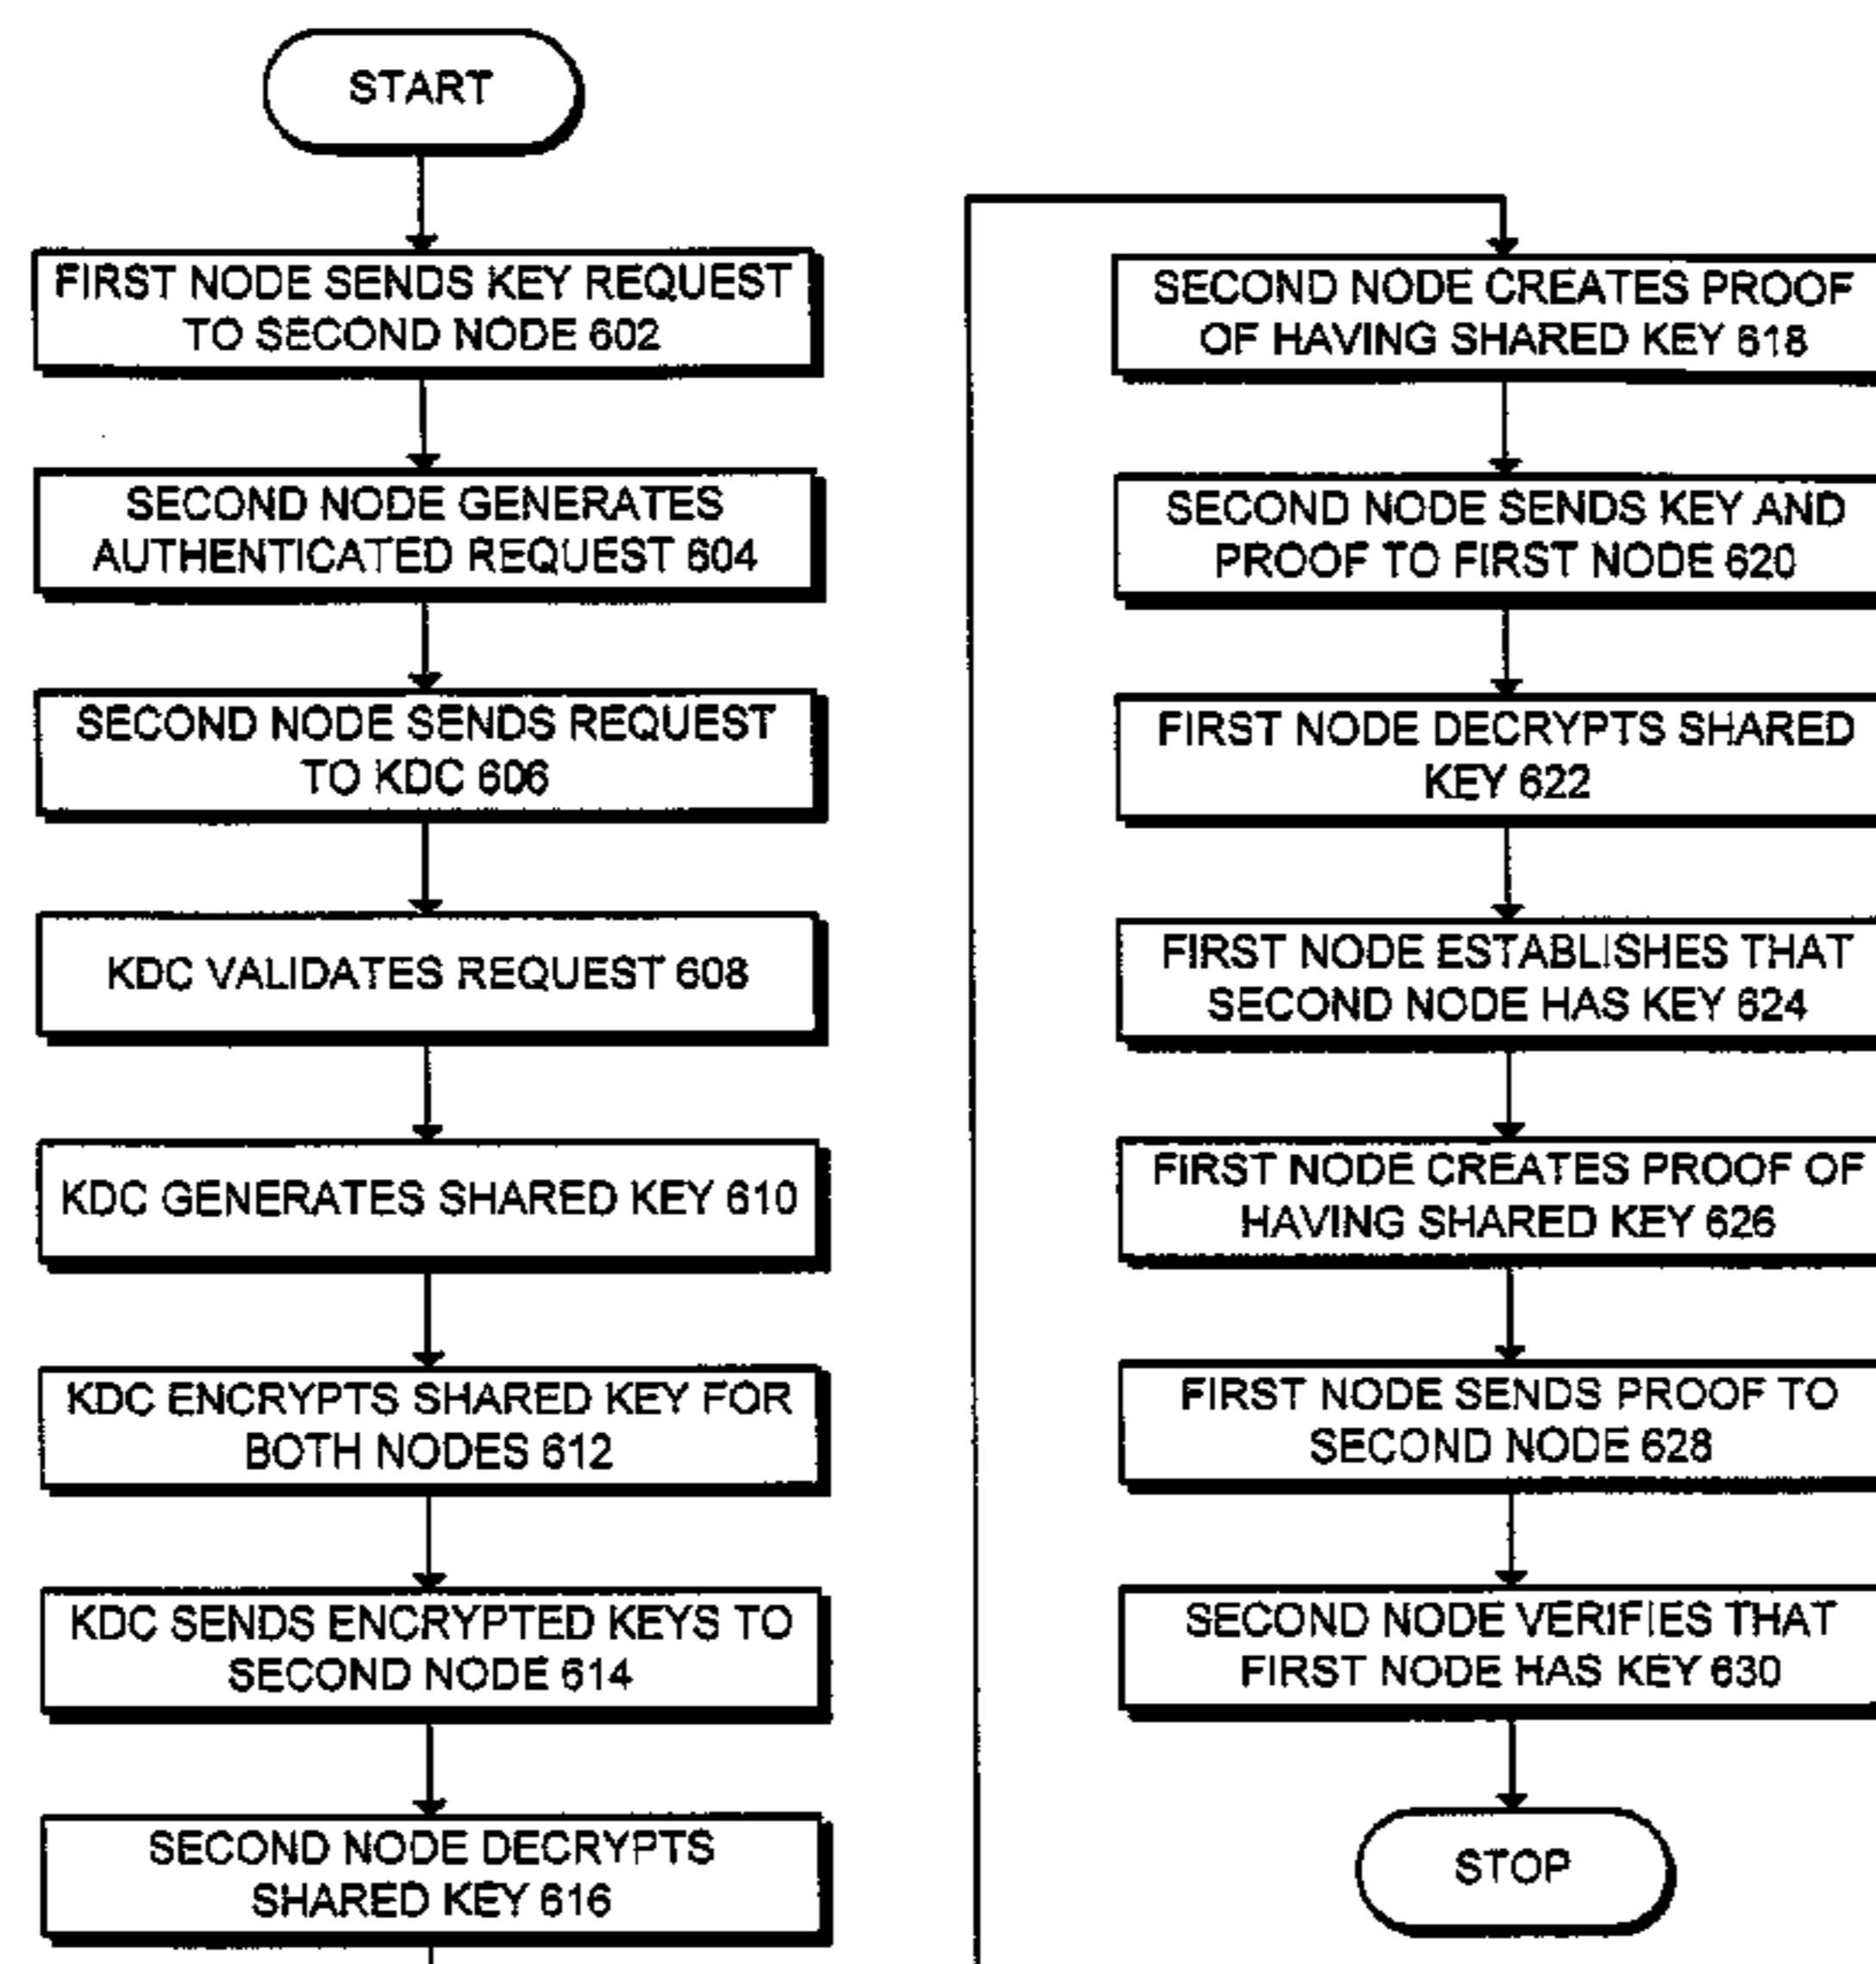 START
FIRST NODE SENDS KEY REQUEST
TO SECOND NODE 602
SECOND NODE GENERATES
AUTHENTICATED REQUEST 604
SECOND NODE SENDS REQUEST
TO KDC 606
KDC VALIDATES REQUEST 608
KDC GENERATES SHARED KEY 610
KDC ENCRYPTS SHARED KEY FOR
BOTH NODES 612
KDC SENDS ENCRYPTED KEYS TO
SECOND NODE 614
SECOND NODE DECRYPTS
SHARED KEY 616
SECOND NODE CREATES PROOF
OF HAVING SHARED KEY 618
SECOND NODE SENDS KEY AND
PROOF TO FIRST NODE 620
FIRST NODE DECRYPTS SHARED
KEY 622
FIRST NODE ESTABLISHES THAT
SECOND NODE HAS KEY 624
FIRST NODE CREATES PROOF OF
HAVING SHARED KEY 626
FIRST NODE SENDS PROOF TO
SECOND NODE 628
SECOND NODE VERIFIES THAT
FIRST NODE HAS KEY 630
STOP